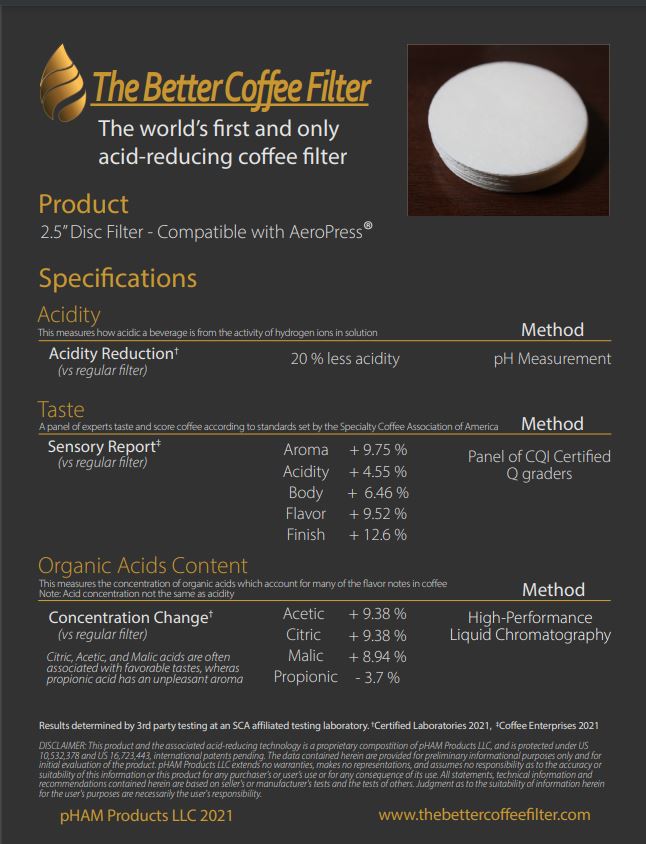 The Better Coffee Filter
The world's first and only
acid-reducing coffee filter
Product
2.5" Disc Filter - Compatible with AeroPress®
Specifications
Acidity
This measures how acidic a beverage is from the activity of hydrogen ions in solution
Method
Acidity Reduction†
(vs regular filter)
20 % less acidity
pH Measurement
Taste
A panel of experts taste and score coffee according to standards set by the Specialty Coffee Association of America
Method
Sensory Report‡
(vs regular filter)
Aroma + 9.75 %
Acidity + 4.55 %
Body + 6.46 %
Flavor + 9.52 %
Finish + 12.6 %
Panel of CQI Certified
Q graders
Organic Acids Content
This measures the concentration of organic acids which account for many of the flavor notes in coffee
Note: Acid concentration not the same as acidity
Method
Concentration Change†
(vs regular filter)
Citric, Acetic, and Malic acids are often
associated with favorable tastes, wheras
propionic acid has an unpleasant aroma
Acetic + 9.38 %
Citric + 9.38 %
Malic + 8.94 %
Propionic - 3.7 %
High-Performance
Liquid Chromatography
Results determined by 3rd party testing at an SCA affiliated testing laboratory. †Certified Laboratories 2021, ‡Coffee Enterprises 2021
DISCLAIMER: This product and the associated acid-reducing technology is a proprietary compostition of pHAM Products LLC, and is protected under US
10,532,378 and US 16,723,443, international patents pending. The data contained herein are provided for preliminary informational purposes only and for
initial evaluation of the product. pHAM Products LLC extends no warranties, makes no representations, and assumes no responsibility as to the accuracy or
suitability of this information or this product for any purchaser's or user's use or for any consequence of its use. All statements, technical information and
recommendations contained herein are based on seller's or manufacturer's tests and the tests of others. Judgment as to the suitability of information herein
for the user's purposes are necessarily the user's responsibility.
pHAM Products LLC 2021
www.thebettercoffeefilter.com